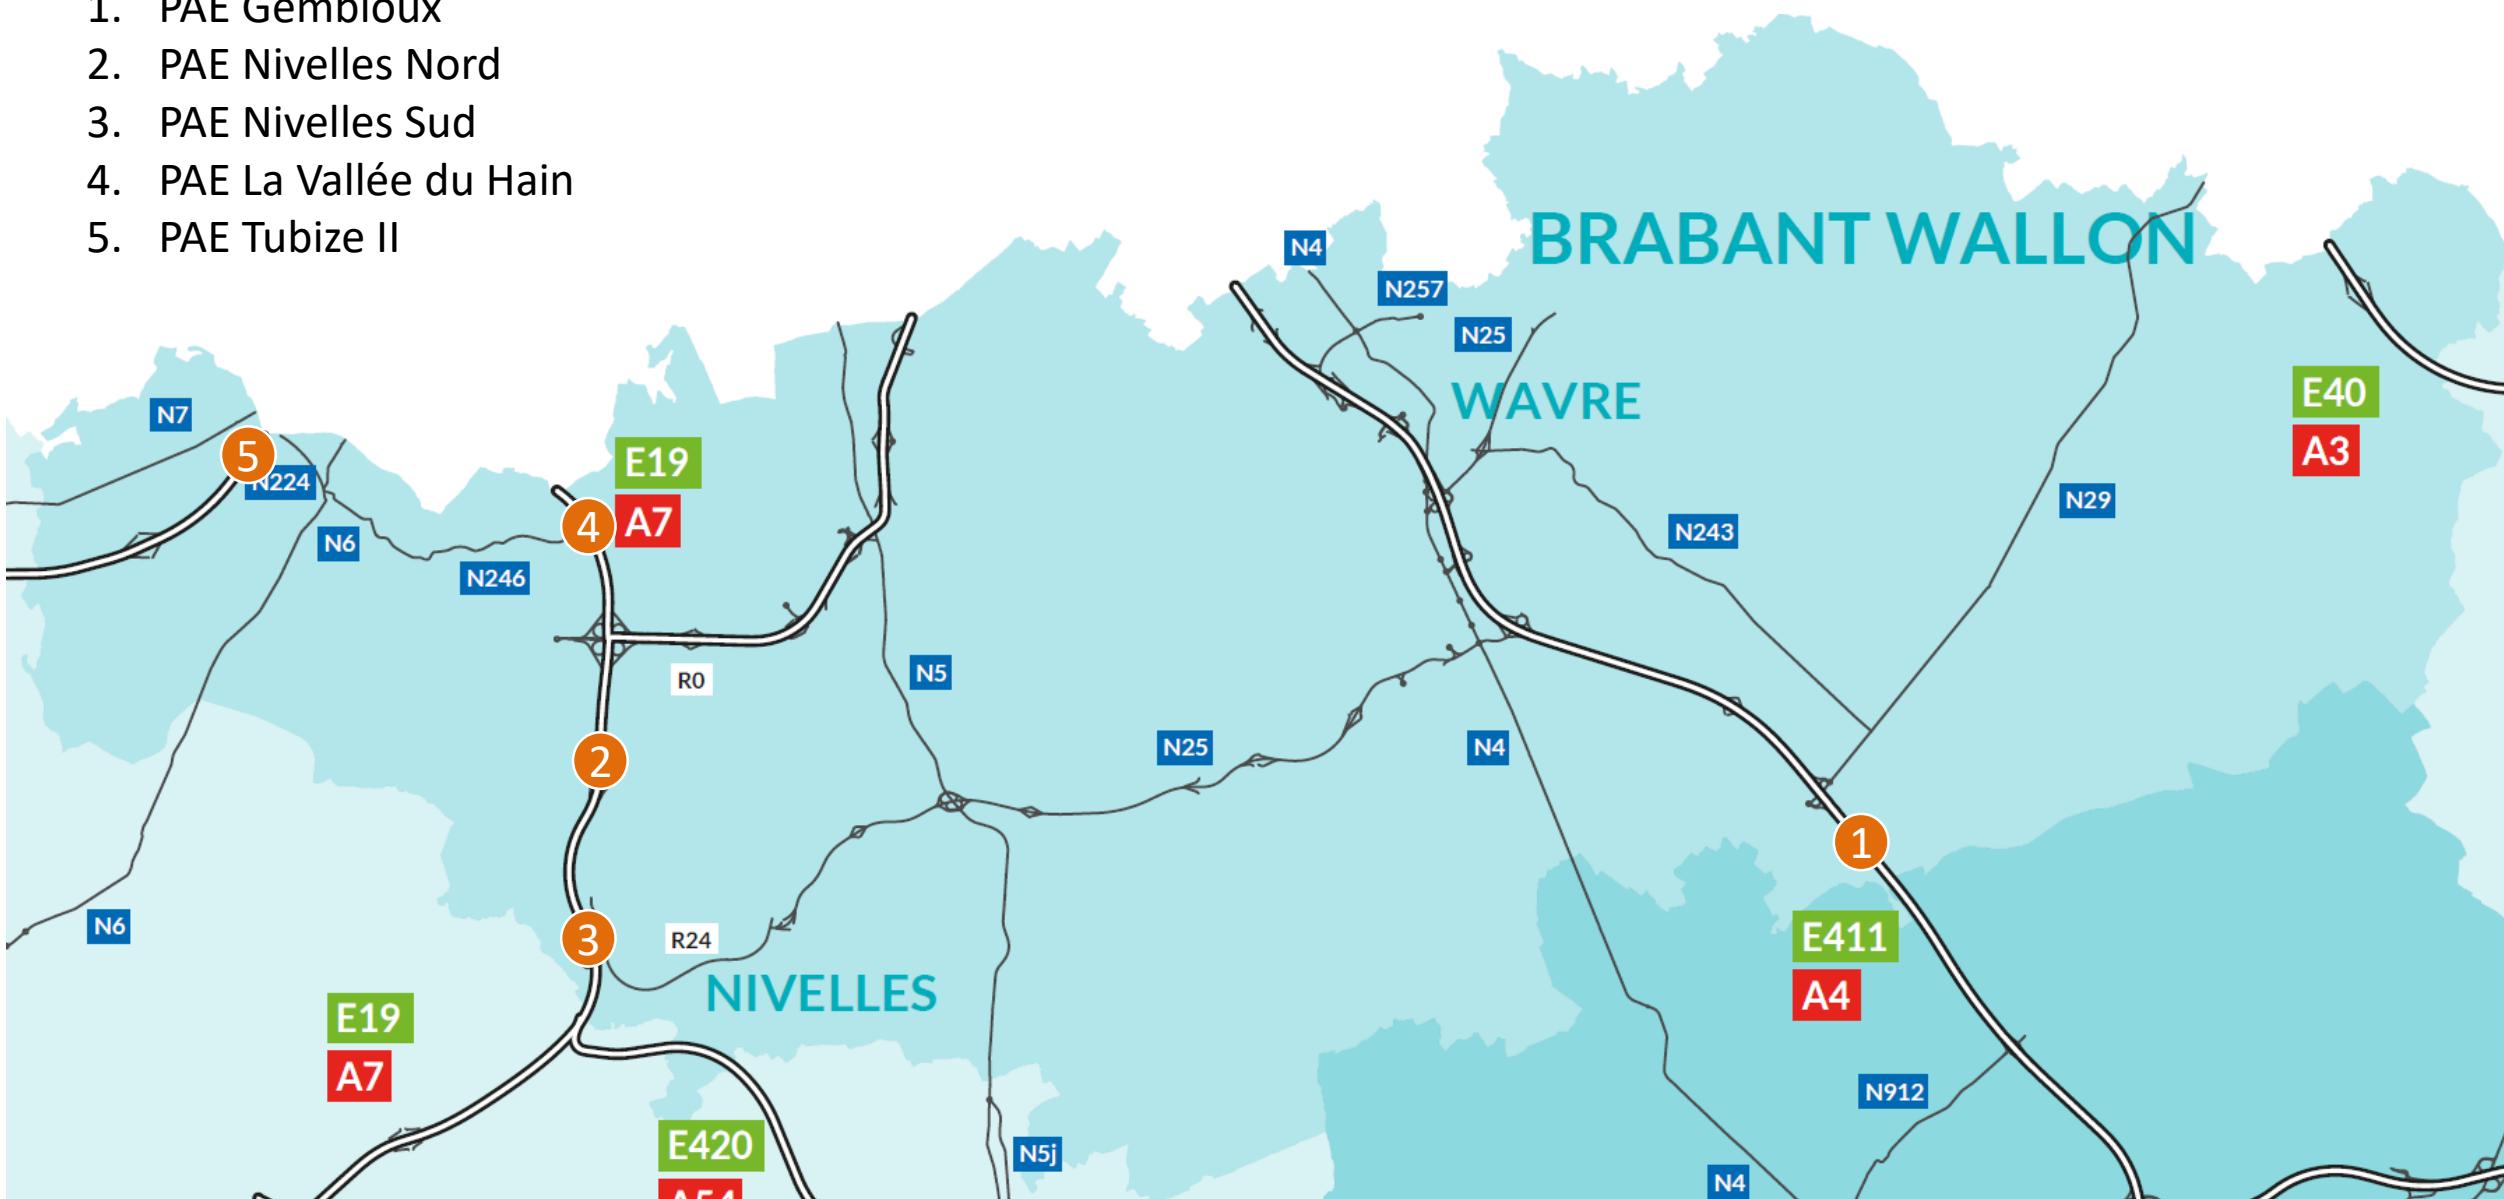 1. PAE Gembloux
2. PAE Nivelles Nord
3. PAE Nivelles Sud
4. PAE La Vallée du Hain
5. PAE Tubize II
BRABANT WALLON
N4
N257
N25
WAVRE
E40
A3
N7
5
N224
E19
A7
4
N6
N246
N243
N29
R0
N5
2
N25
N4
1
N6
3
R24
NIVELLES
E411
A4
E19
A7
N912
E420
A54
N5j
N4